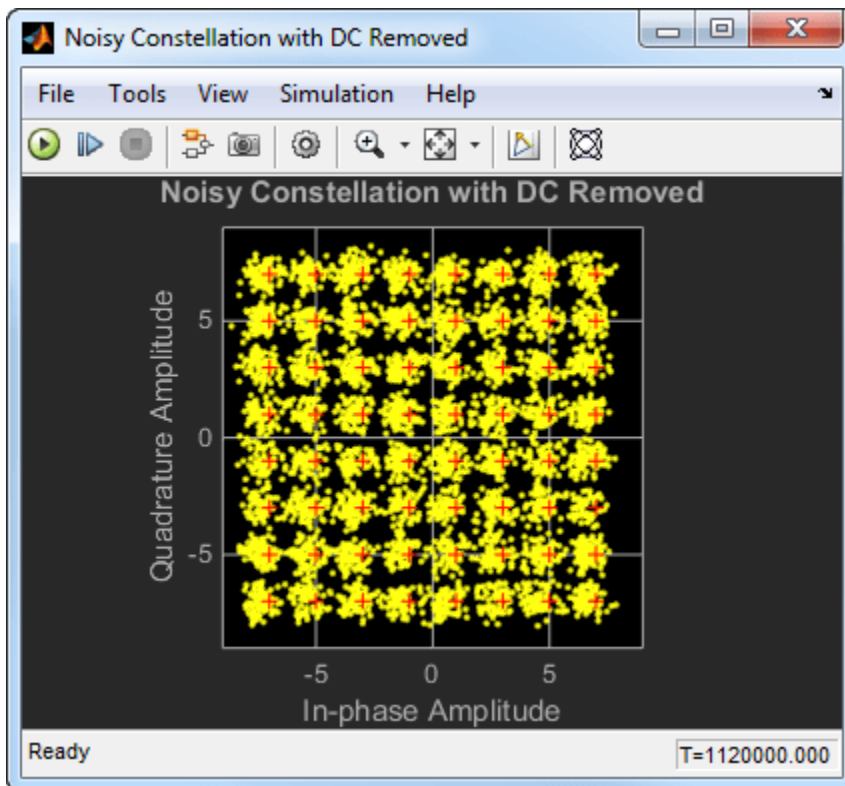 Noisy Constellation with DC Removed
File Tools View Simulation Help
Noisy Constellation with DC Removed
Quadrature Amplitude
5
0
-5
-5 0 5
In-phase Amplitude
Ready T=1120000.000